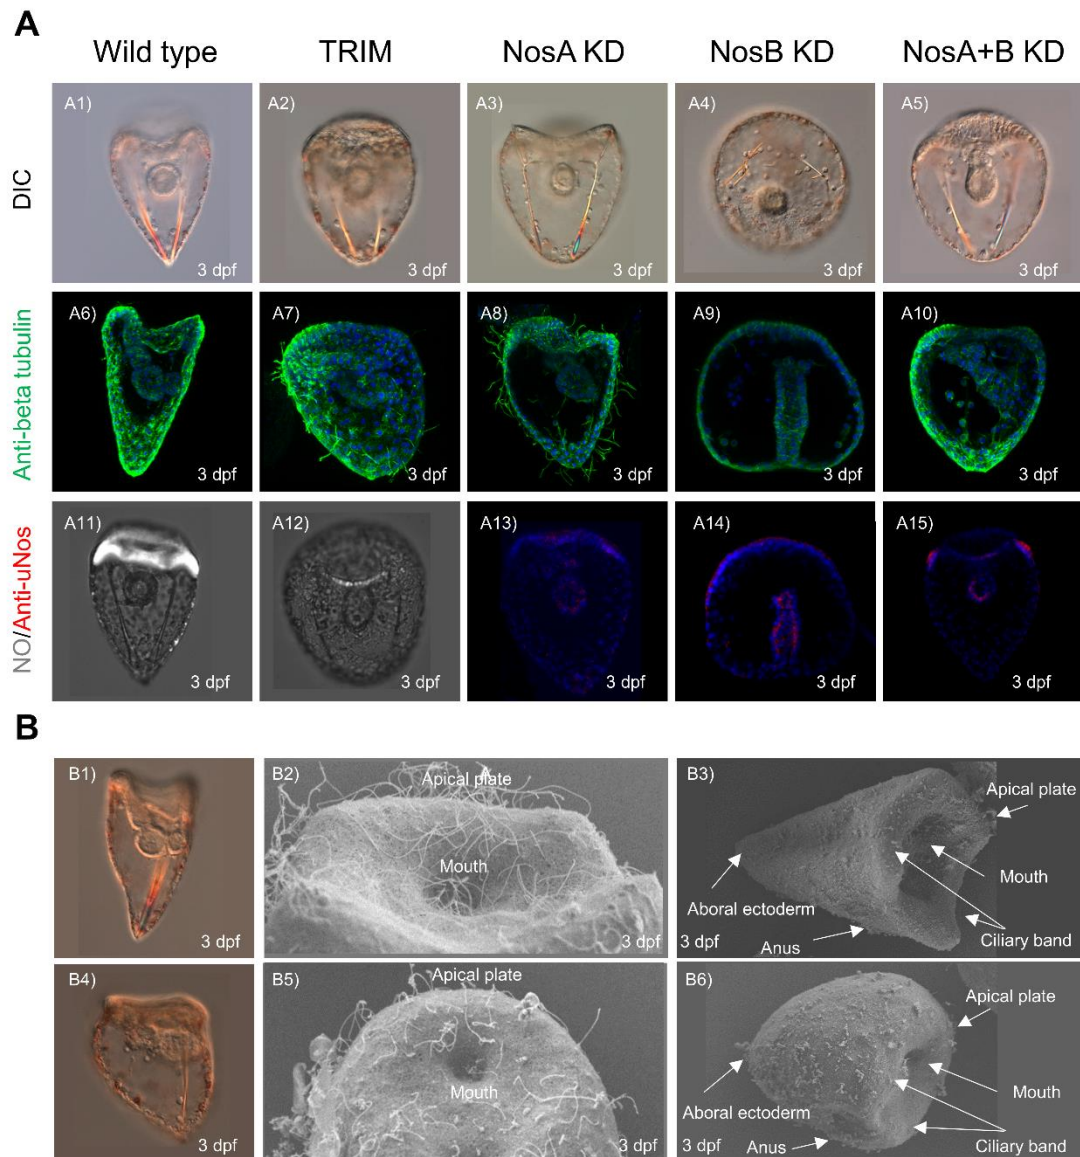 A
Wild type TRIM NosA KD NosB KD NosA+B KD
DIC
A1) A2) A3) A4) A5)
3 dpf 3 dpf 3 dpf 3 dpf 3 dpf
Anti-beta tubulin
A6) A7) A8) A9) A10)
3 dpf 3 dpf 3 dpf 3 dpf 3 dpf
NO/Anti-uNos
A11) A12) A13) A14) A15)
3 dpf 3 dpf 3 dpf 3 dpf 3 dpf
B
B1)
3 dpf
B2)
Apical plate
Mouth
3 dpf
B3)
Apical plate
Mouth
Aboral ectoderm
Anus
Ciliary band
3 dpf
B4)
3 dpf
B5)
Apical plate
Mouth
3 dpf
B6)
Apical plate
Mouth
Aboral ectoderm
Ciliary band
Anus
3 dpf